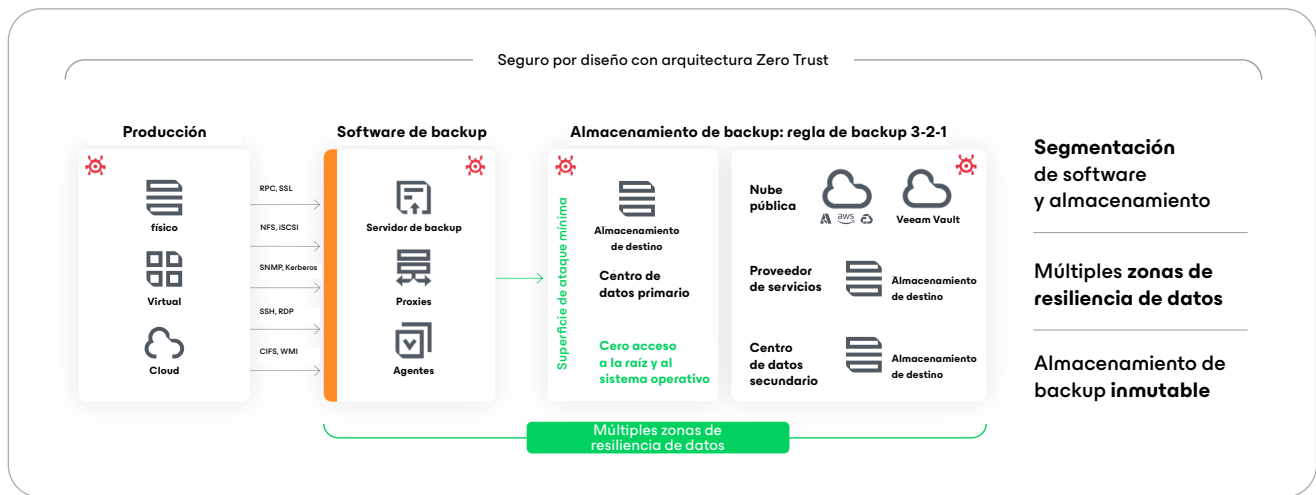 Seguro por diseño con arquitectura Zero Trust
Producción
físico
Virtual
Cloud
RPC, SSL
NFS, iSCSI
SNMP, Kerberos
SSH, RDP
CIFS, WMI
Software de backup
Servidor de backup
Proxies
Agentes
Almacenamiento de backup: regla de backup 3-2-1
Superficie de ataque mínima
Almacenamiento
de destino
Centro de
datos primario
Cero acceso
a la raíz y al
sistema operativo
Nube
pública
aws
Veeam Vault
Proveedor
de servicios
Almacenamiento
de destino
Centro
de datos
secundario
Almacenamiento
de destino
Múltiples zonas de
resiliencia de datos
Segmentación
de software
y almacenamiento
Múltiples zonas de
resiliencia de datos
Almacenamiento de
backup inmutable